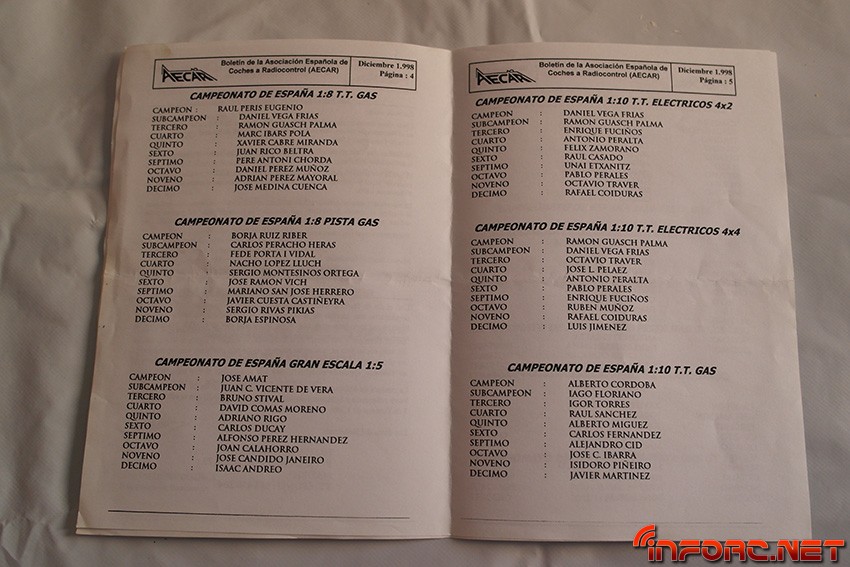 AECAR
Boletín de la Asociación Española de
Coches a Radiocontrol (AECAR)
Diciembre 1.998
Página : 4
CAMPEONATO DE ESPAÑA 1:8 T.T. GAS
CAMPEON : RAUL PERIS EUGENIO
SUBCAMPEON : DANIEL VEGA FRIAS
TERCERO : RAMON GUASCH PALMA
CUARTO : MARC IBARS POLA
QUINTO : XAVIER CABRE MIRANDA
SEXTO : JUAN RICO BELTRA
SEPTIMO : PERE ANTONI CHORDA
OCTAVO : DANIEL PEREZ MUÑOZ
NOVENO : ADRIAN PEREZ MAYORAL
DECIMO : JOSE MEDINA CUENCA
CAMPEONATO DE ESPAÑA 1:8 PISTA GAS
CAMPEON : BORJA RUIZ RIBER
SUBCAMPEON : CARLOS PERACHO HERAS
TERCERO : FEDE PORTA I VIDAL
CUARTO : NACHO LOPEZ LLUCH
QUINTO : SERGIO MONTESINOS ORTEGA
SEXTO : JOSE RAMON VICH
SEPTIMO : MARIANO SAN JOSE HERRERO
OCTAVO : JAVIER CUESTA CASTIÑEYRA
NOVENO : SERGIO RIVAS PIKIAS
DECIMO : BORJA ESPINOSA
CAMPEONATO DE ESPAÑA GRAN ESCALA 1:5
CAMPEON : JOSE AMAT
SUBCAMPEON : JUAN C. VICENTE DE VERA
TERCERO : BRUNO STIVAL
CUARTO : DAVID COMAS MORENO
QUINTO : ADRIANO RIGO
SEXTO : CARLOS DUCAY
SEPTIMO : ALFONSO PEREZ HERNANDEZ
OCTAVO : JOAN CALAHORRO
NOVENO : JOSE CANDIDO JANEIRO
DECIMO : ISAAC ANDREO
AECAR
Boletín de la Asociación Española de
Coches a Radiocontrol (AECAR)
Diciembre 1.998
Página : 5
CAMPEONATO DE ESPAÑA 1:10 T.T. ELECTRICOS 4x2
CAMPEON : DANIEL VEGA FRIAS
SUBCAMPEON : RAMON GUASCH PALMA
TERCERO : ENRIQUE FUCIÑOS
CUARTO : ANTONIO PERALTA
QUINTO : FELIX ZAMORANO
SEXTO : RAUL CASADO
SEPTIMO : UNAI ETXANITZ
OCTAVO : PABLO PERALES
NOVENO : OCTAVIO TRAVER
DECIMO : RAFAEL COIDURAS
CAMPEONATO DE ESPAÑA 1:10 T.T. ELECTRICOS 4x4
CAMPEON : RAMON GUASCH PALMA
SUBCAMPEON : DANIEL VEGA FRIAS
TERCERO : OCTAVIO TRAVER
CUARTO : JOSE L. PELAEZ
QUINTO : ANTONIO PERALTA
SEXTO : PABLO PERALES
SEPTIMO : ENRIQUE FUCIÑOS
OCTAVO : RUBEN MUÑOZ
NOVENO : RAFAEL COIDURAS
DECIMO : LUIS JIMENEZ
CAMPEONATO DE ESPAÑA 1:10 T.T. GAS
CAMPEON : ALBERTO CORDOBA
SUBCAMPEON : IAGO FLORIANO
TERCERO : IGOR TORRES
CUARTO : RAUL SANCHEZ
QUINTO : ALBERTO MIGUEZ
SEXTO : CARLOS FERNANDEZ
SEPTIMO : ALEJANDRO CID
OCTAVO : JOSE C. IBARRA
NOVENO : ISIDORO PIÑEIRO
DECIMO : JAVIER MARTINEZ
INFORC.NET